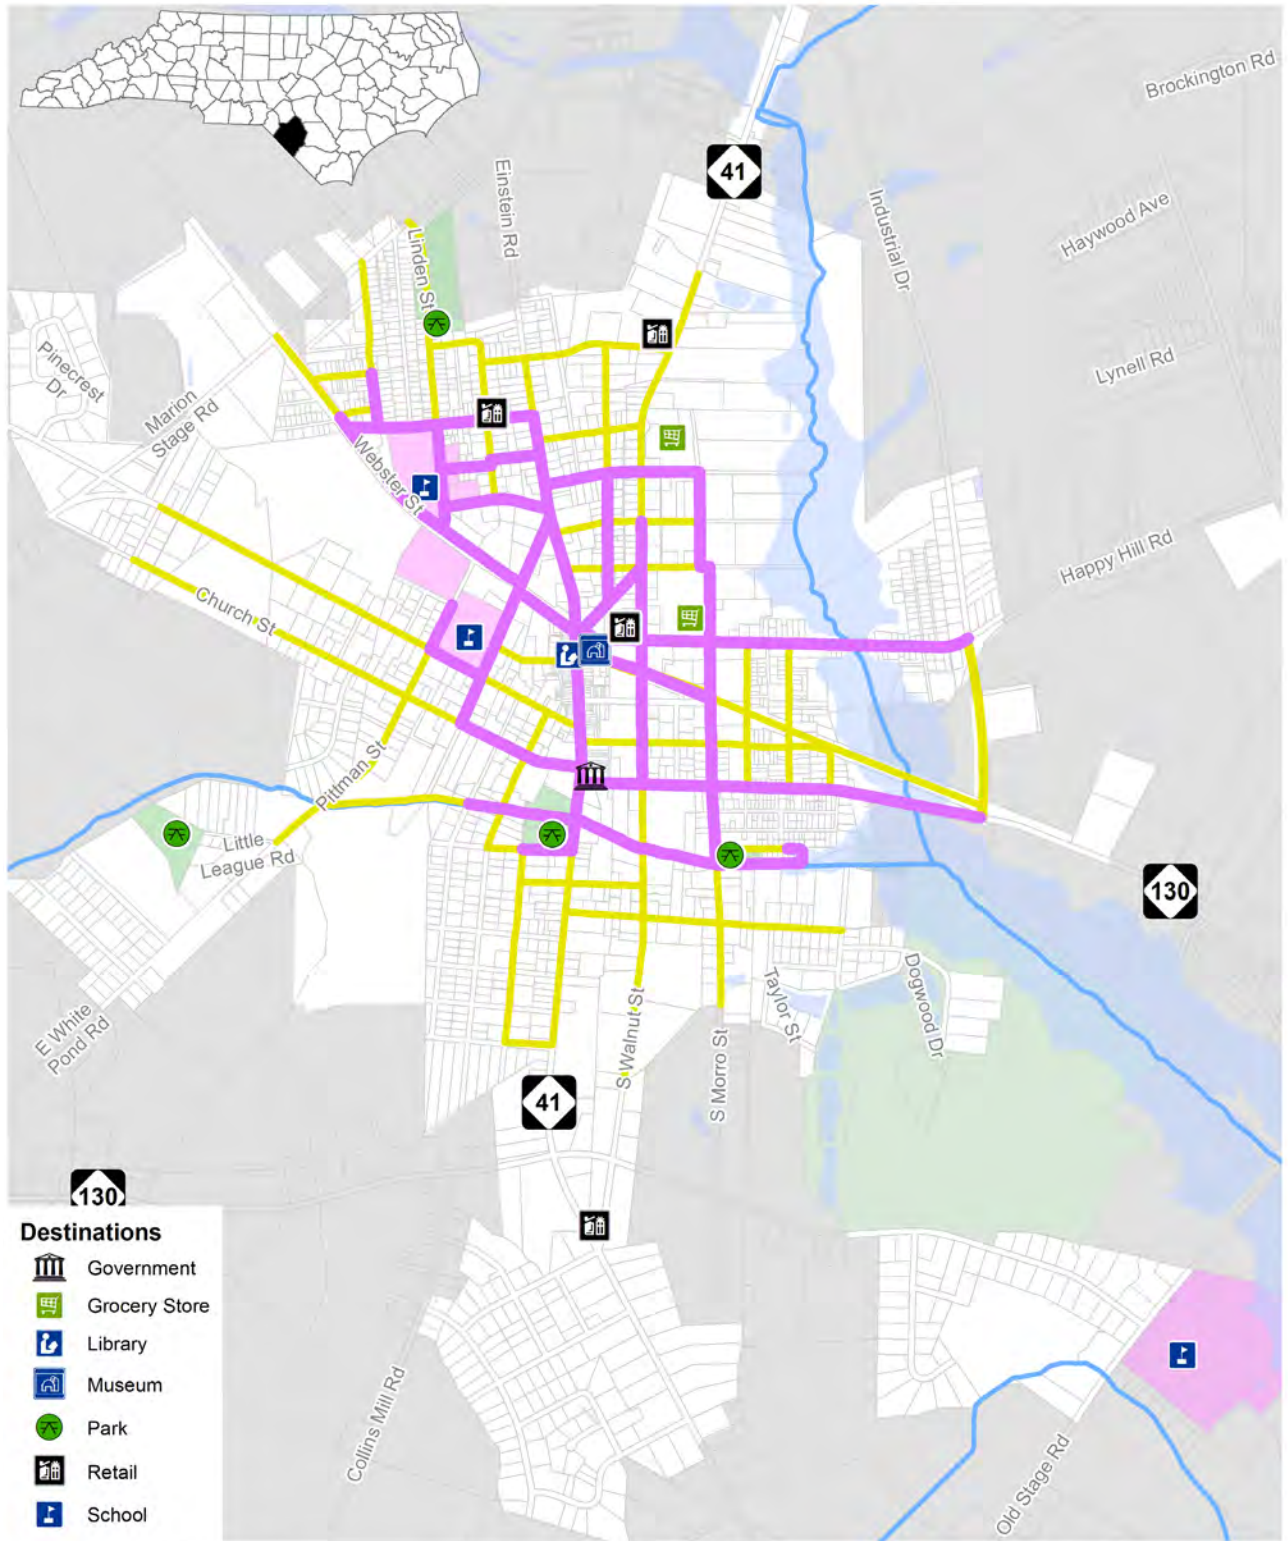 Brockington Rd
41
Einstein Rd
Industrial Dr
Haywood Ave
Linden St
Pinecrest
Dr
Marion
Stage Rd
Lynell Rd
Webster St
Happy Hill Rd
Church St
Pittman St
Little
League Rd
130
E White
Pond Rd
S Walnut St
S Morro St
Taylor St
Dogwood Dr
41
130
Collins Mill Rd
Old Stage Rd
Destinations
Government
Grocery Store
Library
Museum
Park
Retail
School